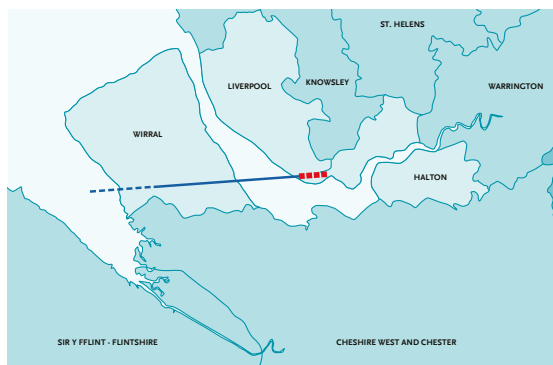 ST. HELENS
LIVERPOOL
KNOWSLEY
WARRINGTON
WIRRAL
HALTON
SIR Y FFLINT - FLINTSHIRE
CHESHIRE WEST AND CHESTER